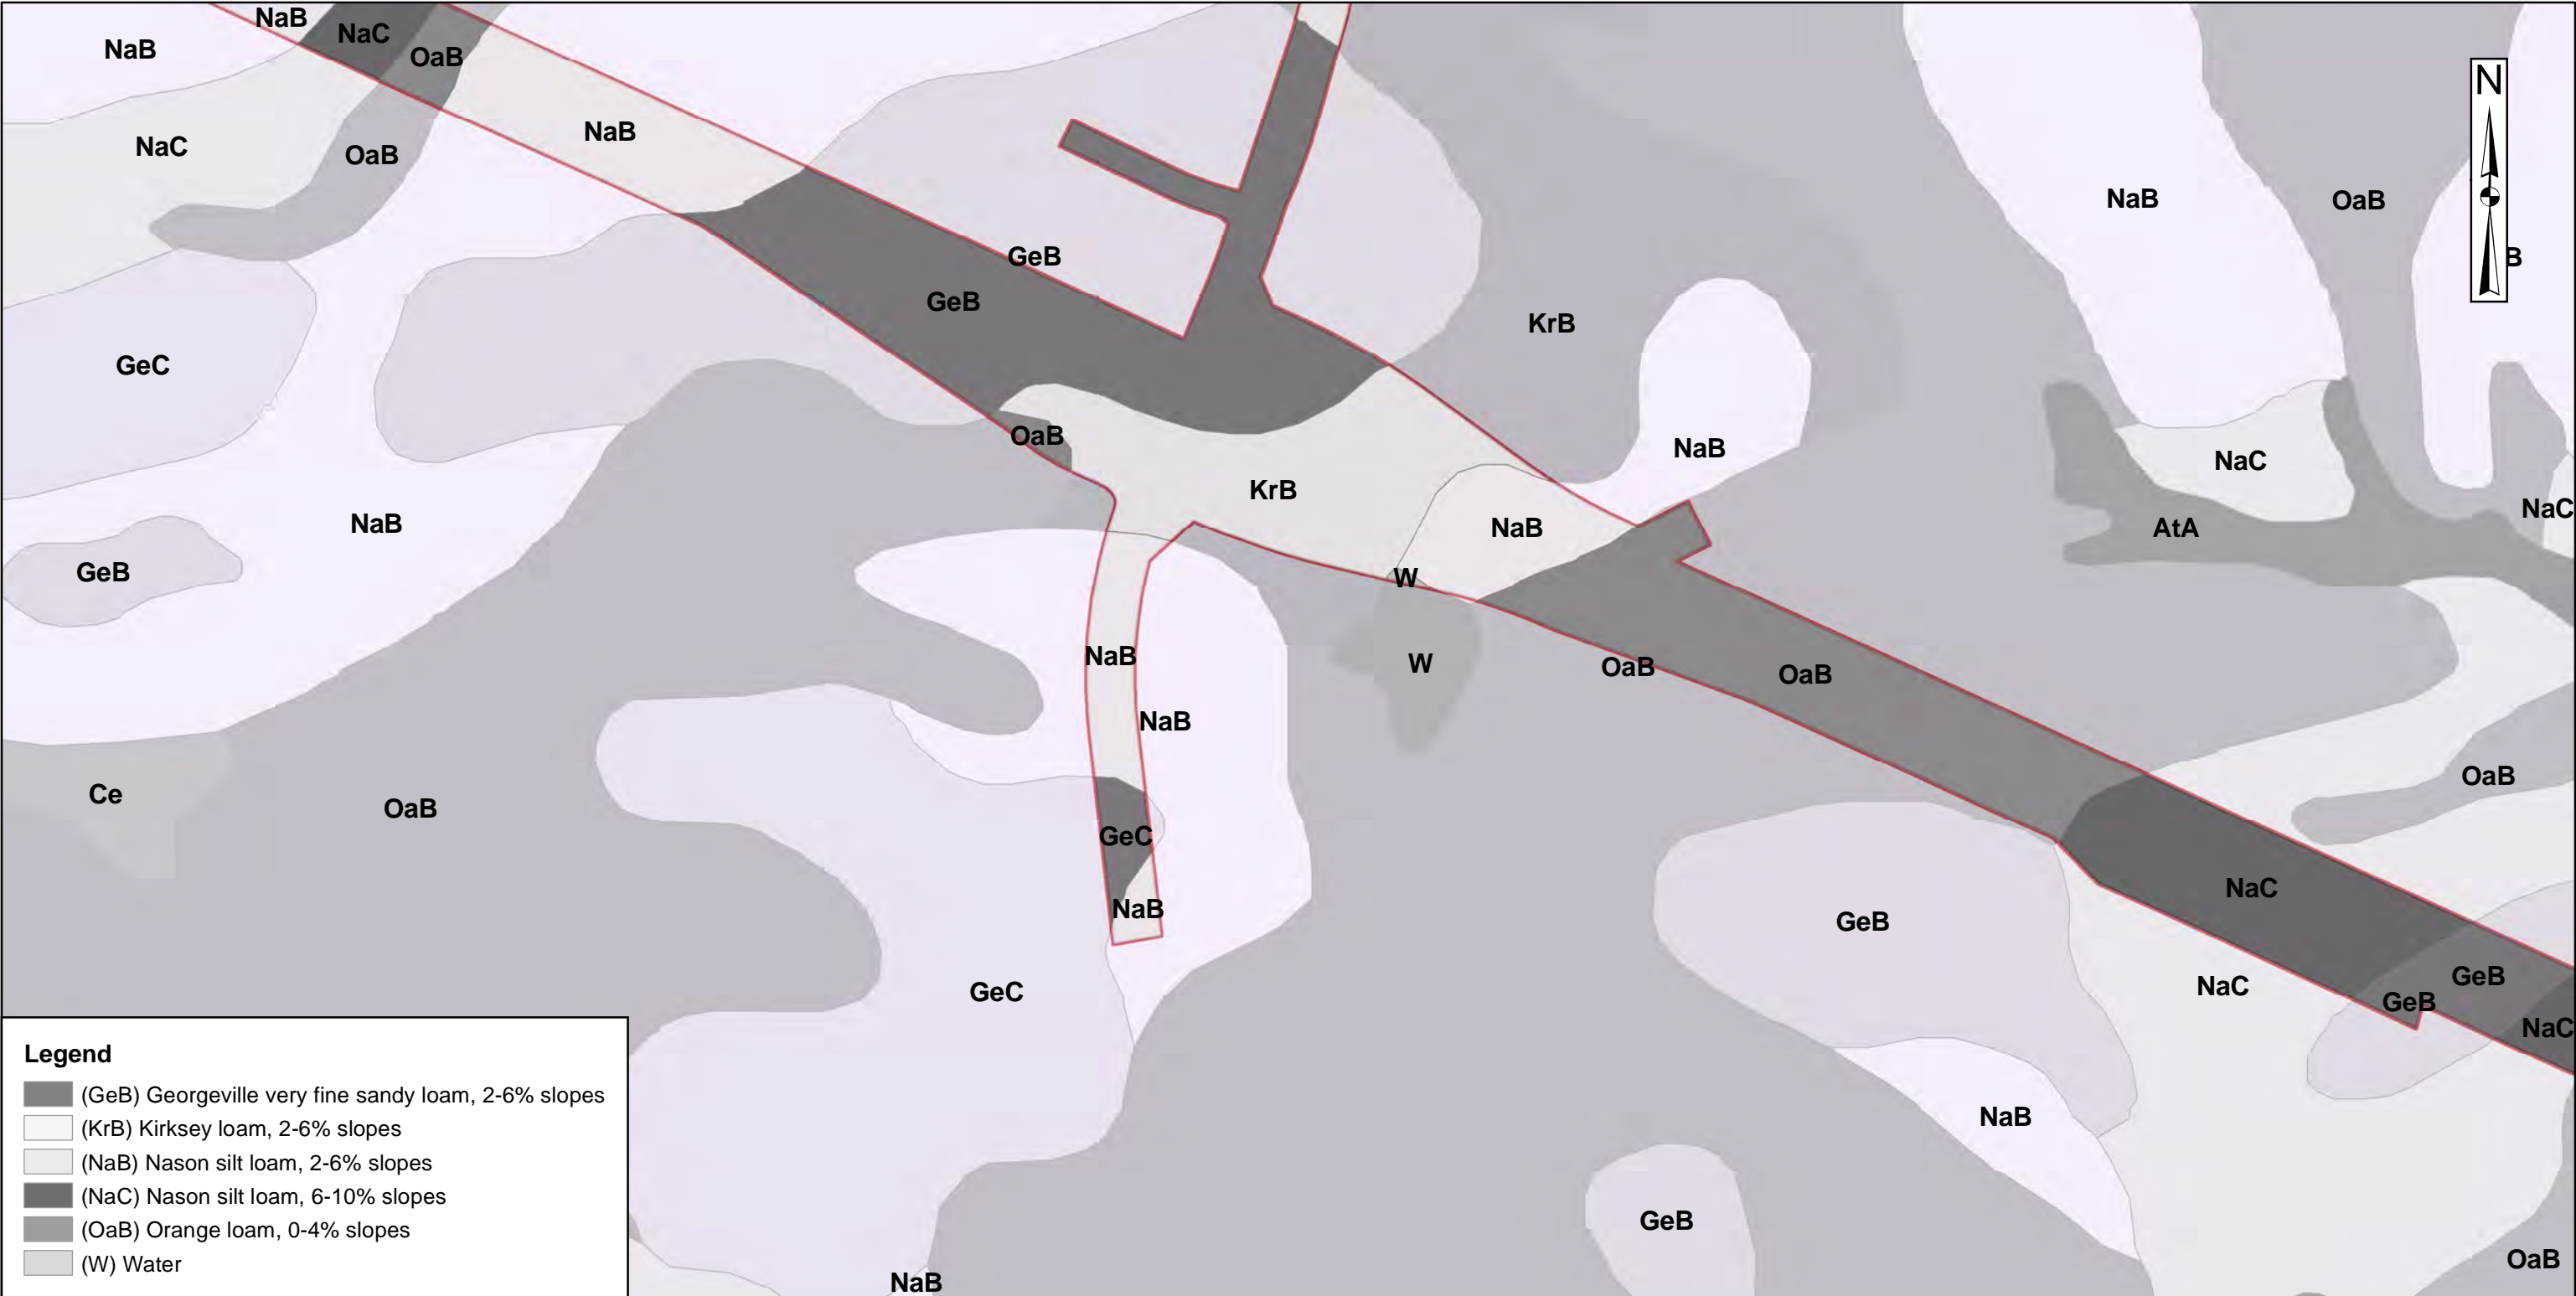 NaB
NaC
NaB
OaB
N
NaB
NaC
OaB
NaB
OaB
GeB
B
GeB
KrB
GeC
OaB
NaB
NaC
KrB
NaC
NaB
NaB
AtA
GeB
W
NaB
W
OaB
OaB
NaB
OaB
Ce
OaB
GeC
NaC
NaB
GeB
GeB
NaC
GeC
GeB
NaC
Legend
(GeB) Georgeville very fine sandy loam, 2-6% slopes
(KrB) Kirksey loam, 2-6% slopes
(NaB) Nason silt loam, 2-6% slopes
(NaC) Nason silt loam, 6-10% slopes
(OaB) Orange loam, 0-4% slopes
(W) Water
NaB
GeB
OaB
NaB